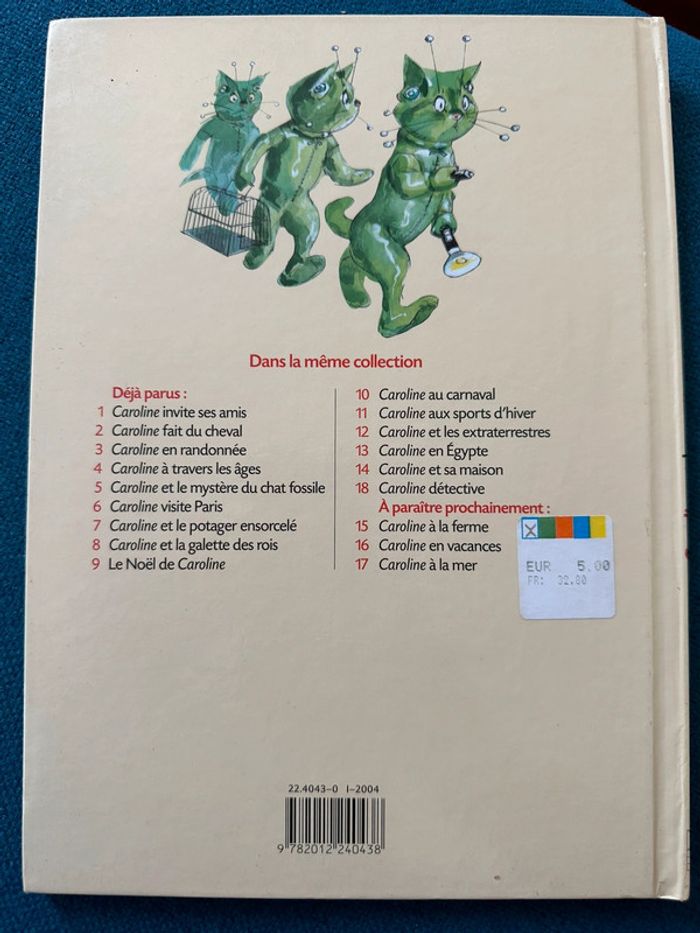 Dans la même collection
Déjà parus :
1 Caroline invite ses amis
2 Caroline fait du cheval
3 Caroline en randonnée
4 Caroline à travers les âges
5 Caroline et le mystère du chat fossile
6 Caroline visite Paris
7 Caroline et le potager ensorcelé
8 Caroline et la galette des rois
9 Le Noël de Caroline
10 Caroline au carnaval
11 Caroline aux sports d'hiver
12 Caroline et les extraterrestres
13 Caroline en Égypte
14 Caroline et sa maison
18 Caroline détective
À paraître prochainement :
15 Caroline à la ferme
16 Caroline en vacances
17 Caroline à la mer
EUR 5.00
FR: 32.80
22.4043-0 I-2004
9 782012 240438